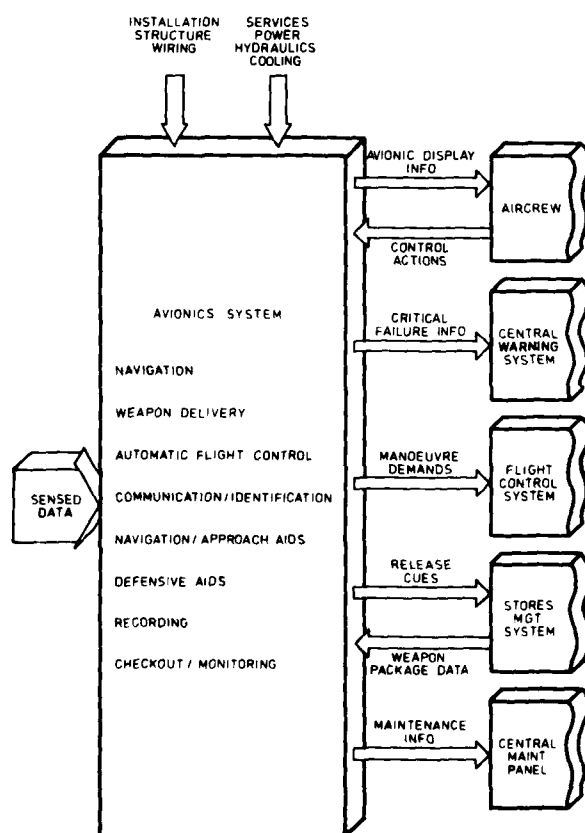 INSTALLATION
STRUCTURE
WIRING
SERVICES
POWER
HYDRAULICS
COOLING
AVIONIC DISPLAY
INFO
AIRCREW
CONTROL
ACTIONS
AVIONICS SYSTEM
CRITICAL
FAILURE INFO
CENTRAL
WARNING
SYSTEM
NAVIGATION
WEAPON DELIVERY
AUTOMATIC FLIGHT CONTROL
MANOEUVRE
DEMANDS
FLIGHT
CONTROL
SYSTEM
SENSED
DATA
COMMUNICATION/IDENTIFICATION
NAVIGATION/APPROACH AIDS
DEFENSIVE AIDS
RELEASE
CUES
STORES
MGT
SYSTEM
RECORDING
CHECKOUT / MONITORING
WEAPON
PACKAGE DATA
MAINTENANCE
INFO
CENTRAL
MAINT
PANEL